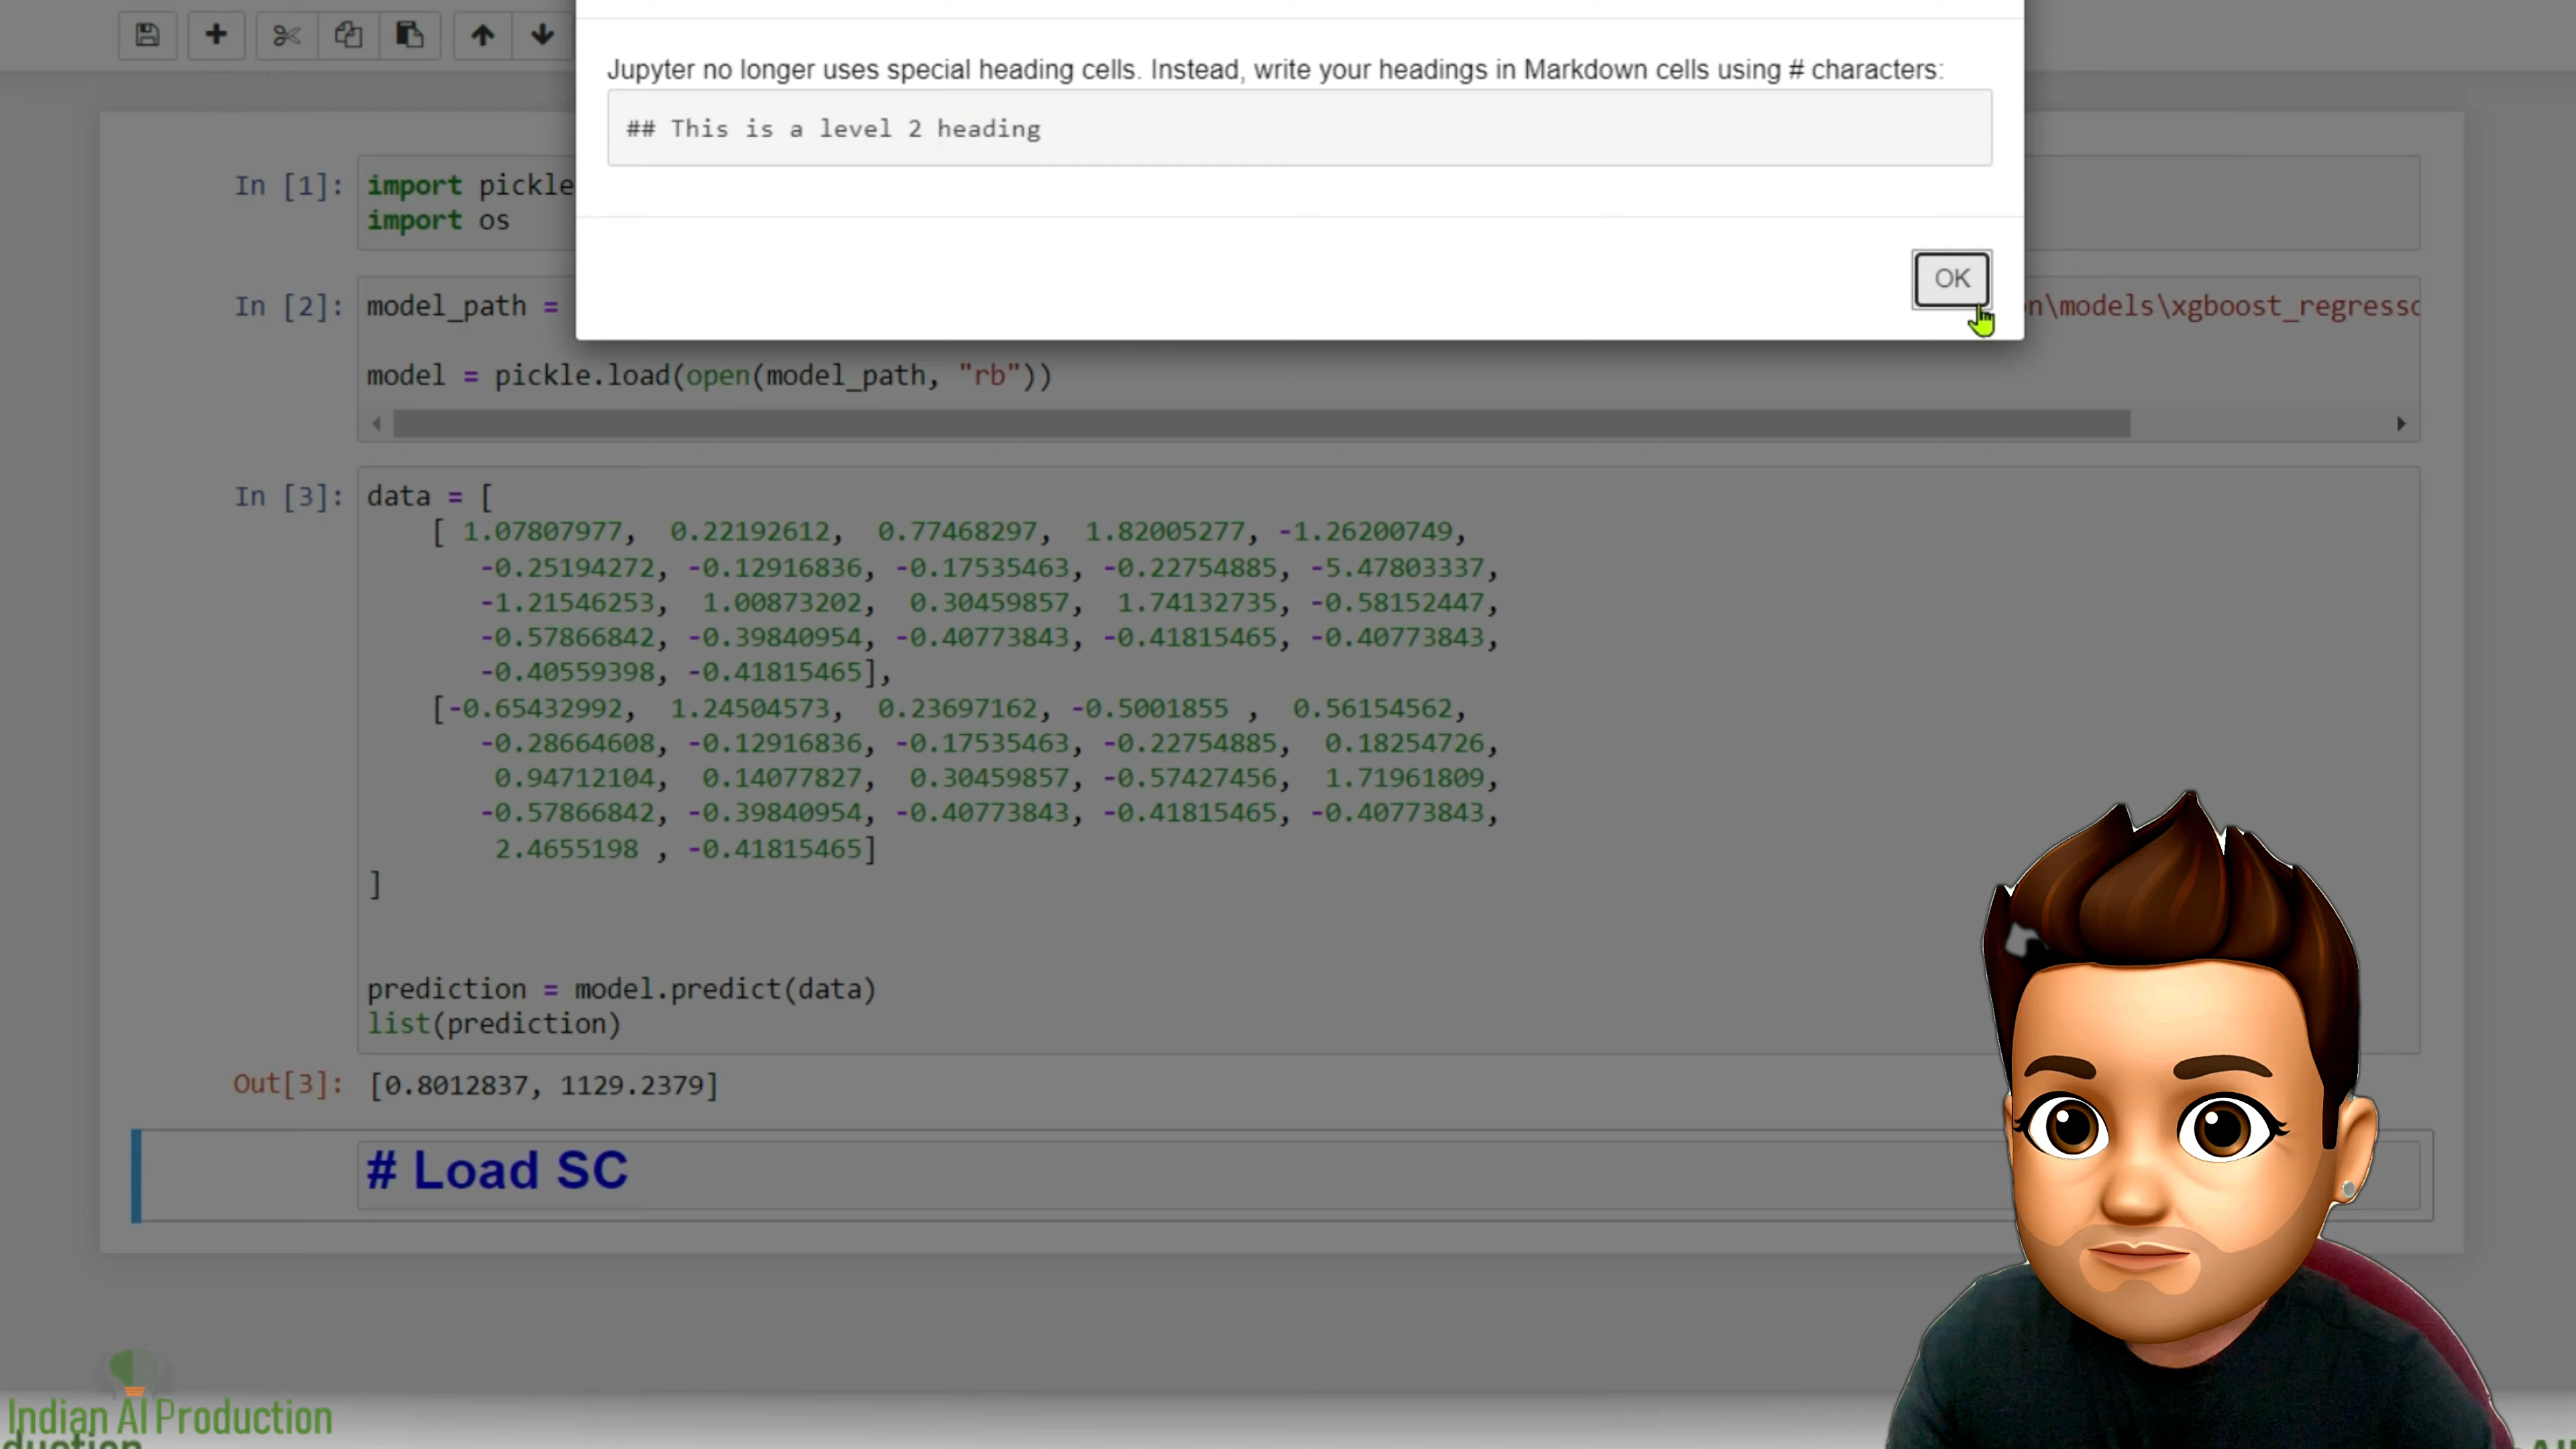 Jupyter no longer uses special heading cells. Instead, write your headings in Markdown cells using # characters:
## This is a level 2 heading
OK
In [1]: import pickle
import os
In [2]: model_path = n\models\xgboost_regresso
model = pickle.load(open(model_path, "rb"))
In [3]: data = [
[ 1.07807977, 0.22192612, 0.77468297, 1.82005277, -1.26200749,
-0.25194272, -0.12916836, -0.17535463, -0.22754885, -5.47803337,
-1.21546253, 1.00873202, 0.30459857, 1.74132735, -0.58152447,
-0.57866842, -0.39840954, -0.40773843, -0.41815465, -0.40773843,
-0.40559398, -0.41815465],
[-0.65432992, 1.24504573, 0.23697162, -0.5001855 , 0.56154562,
-0.28664608, -0.12916836, -0.17535463, -0.22754885, 0.18254726,
0.94712104, 0.14077827, 0.30459857, -0.57427456, 1.71961809,
-0.57866842, -0.39840954, -0.40773843, -0.41815465, -0.40773843,
2.4655198 , -0.41815465]
]
prediction = model.predict(data)
list(prediction)
Out[3]: [0.8012837, 1129.2379]
# Load SC
Indian AI Production
duction